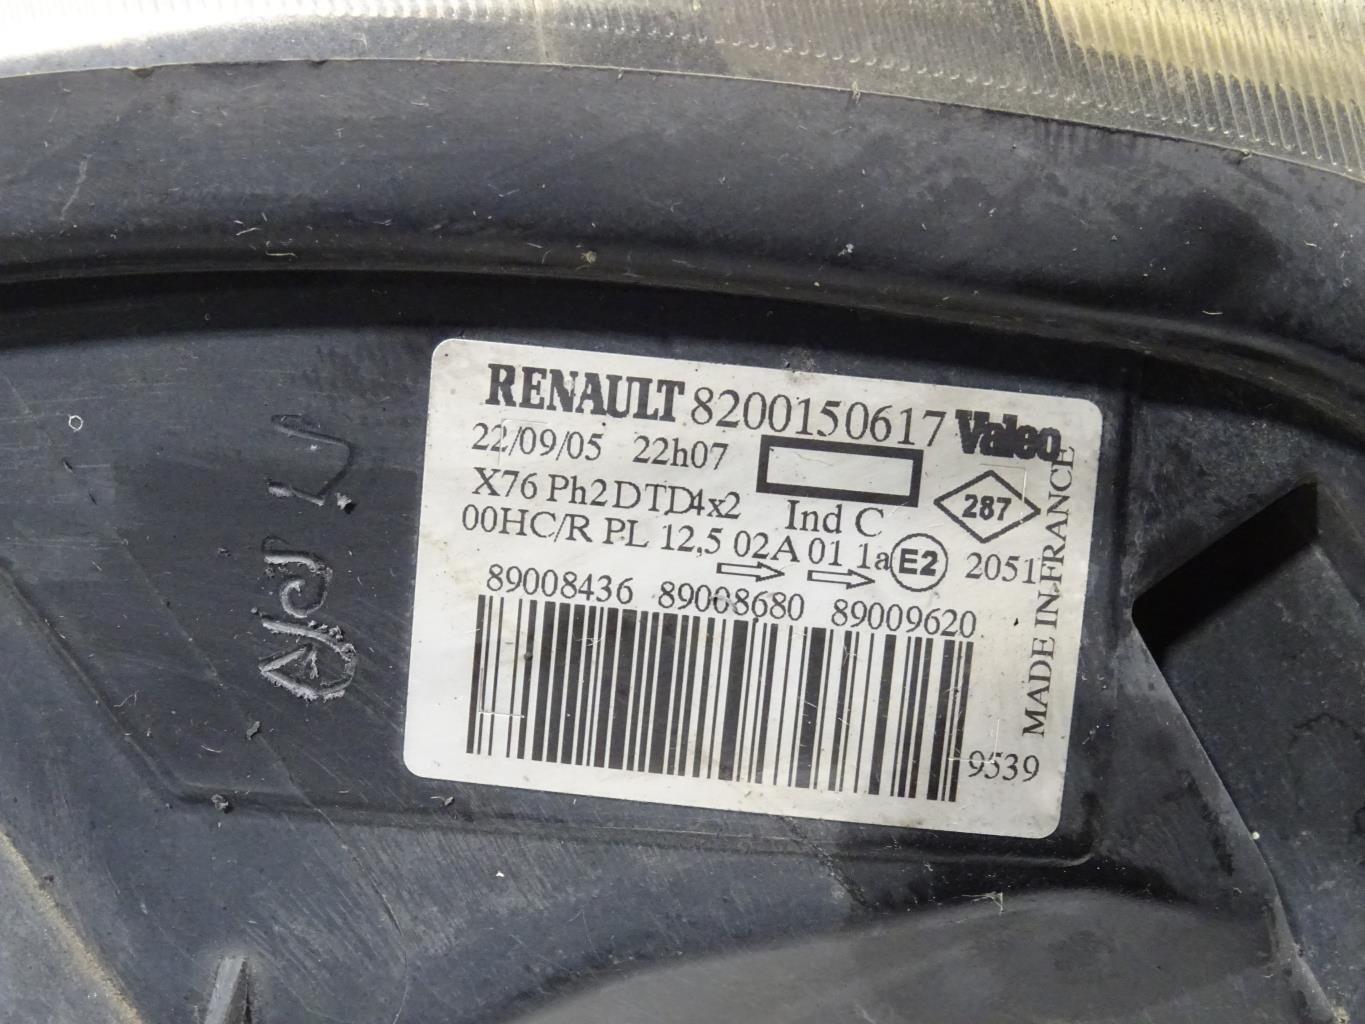 RENAULT 8200150617 Valeo
22/09/05 22h07
X76 Ph2 DTD4x2 Ind C 287
00HC/R PL 12,5 02A 01 1a E2 2051
89008436 89008680 89009620
9539
MADE IN FRANCE